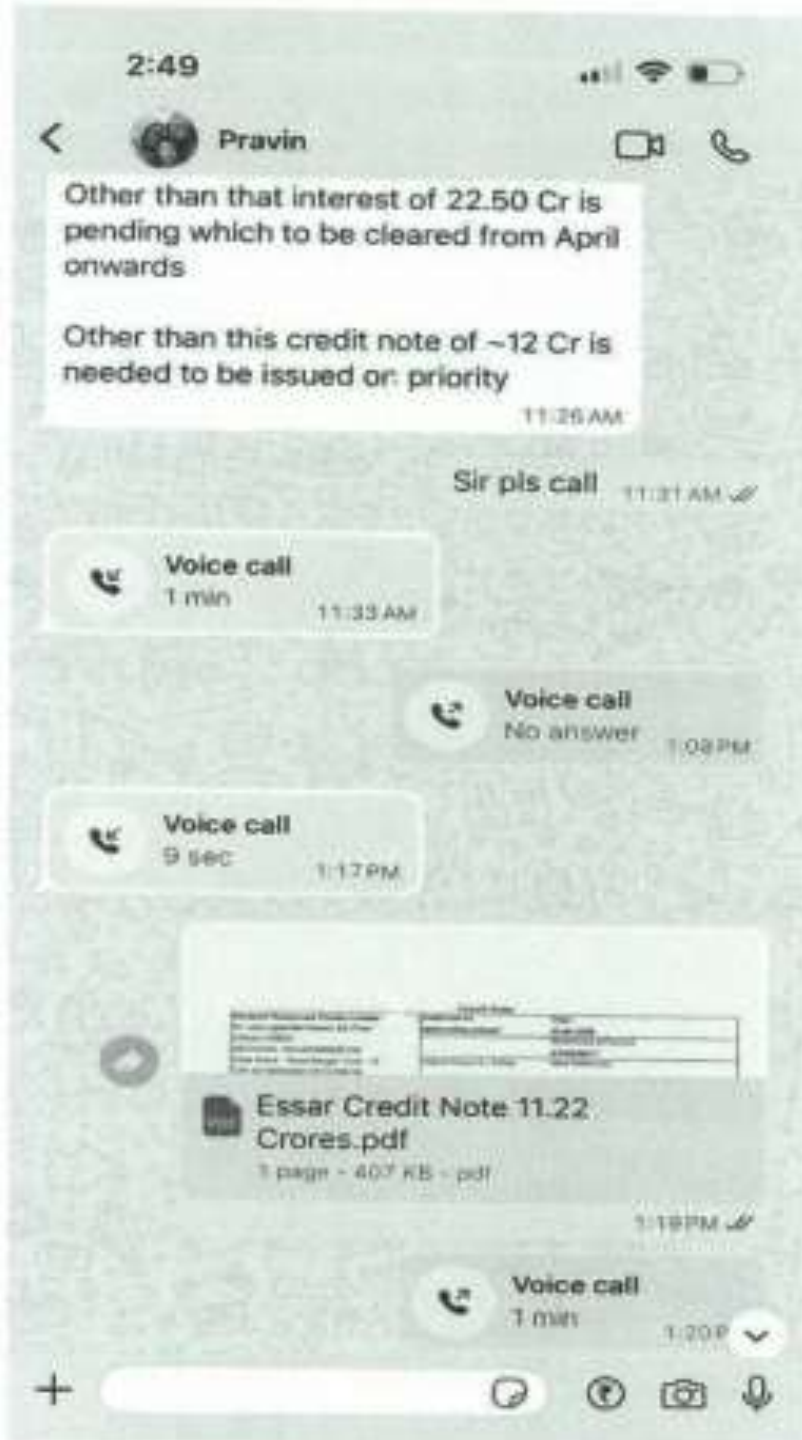 2:49
Pravin
Other than that interest of 22.50 Cr is
pending which to be cleared from April
onwards
Other than this credit note of ~12 Cr is
needed to be issued on priority
11:26 AM
Sir pls call 11:31 AM
Voice call
1 min 11:33 AM
Voice call
No answer
Voice call
9 sec 1:17 PM
Essar Credit Note 11.22
Crores.pdf
1 page - 407 KB - pdf
1:19 PM
Voice call
1 min